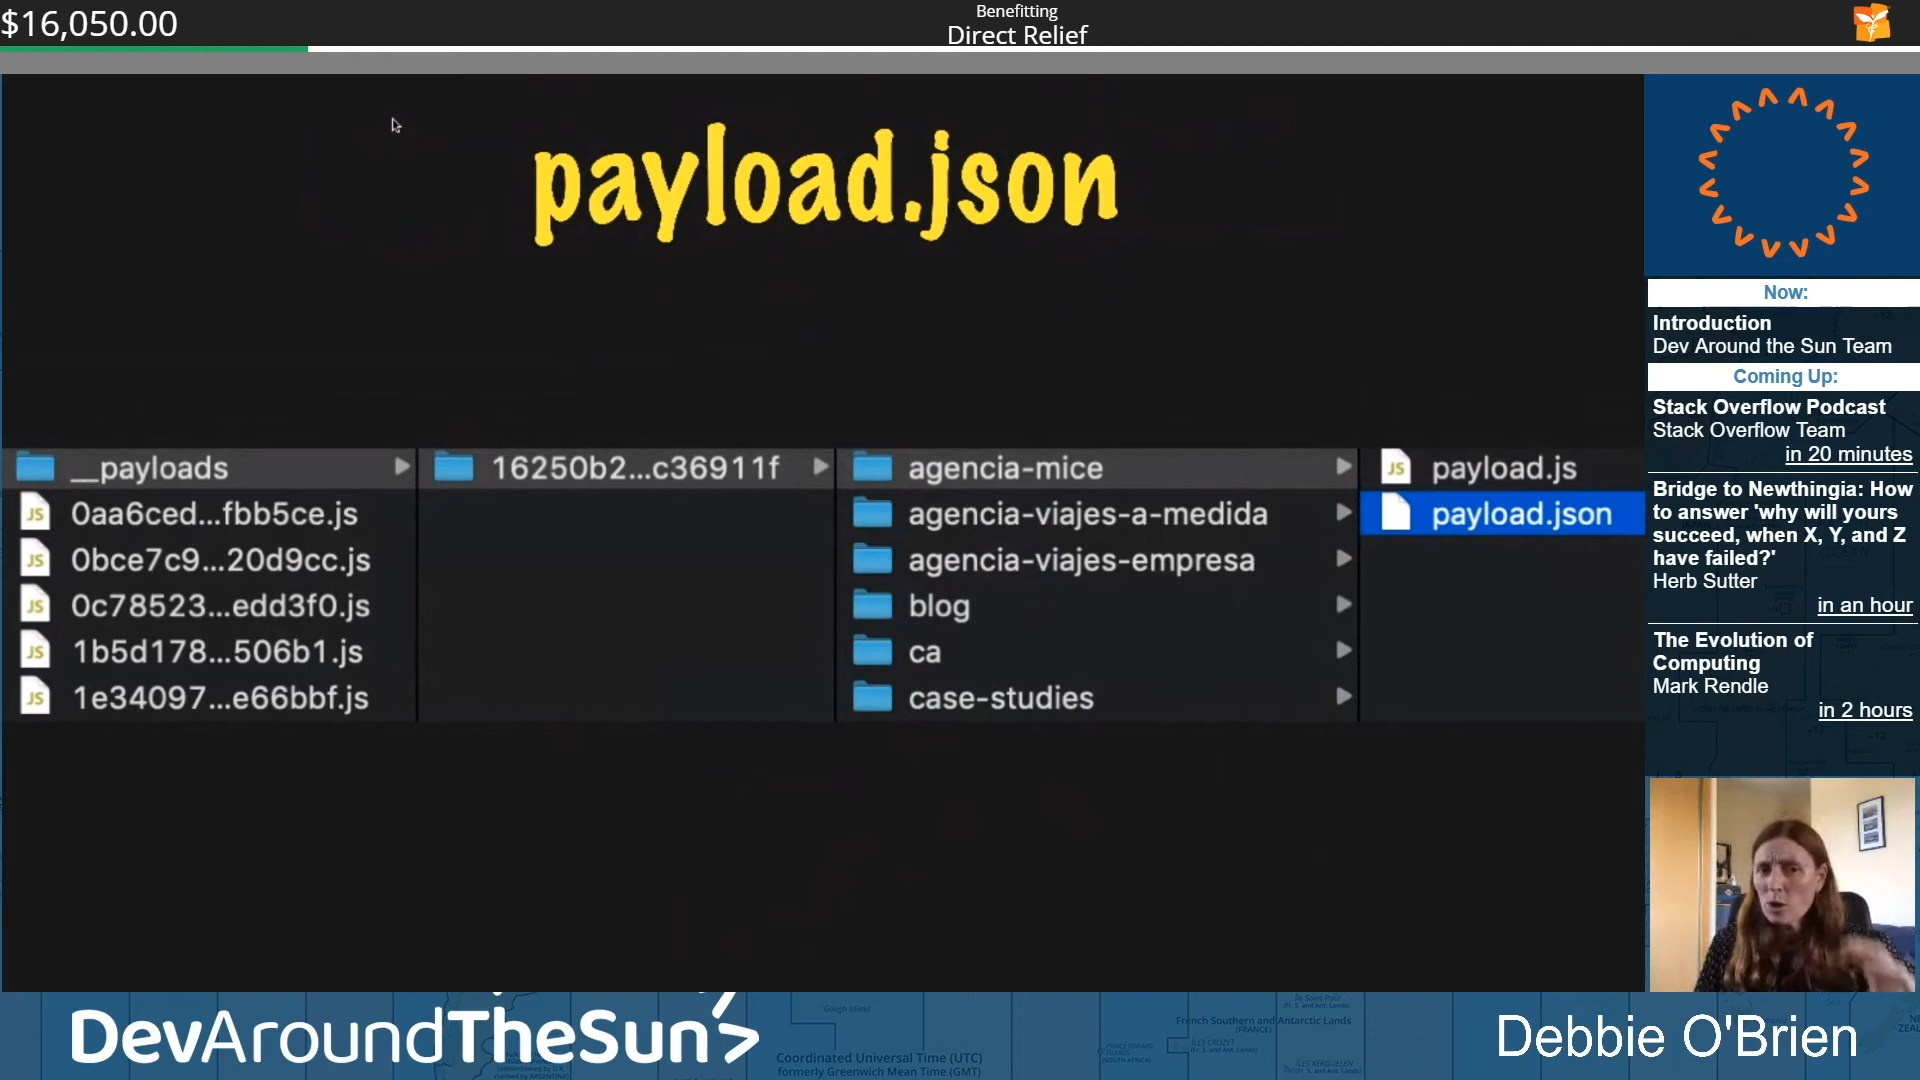 $16,050.00
Benefitting
Direct Relief
payload.json
__payloads
0aa6ced...fbb5ce.js
0bce7c9...20d9cc.js
0c78523...edd3f0.js
1b5d178...506b1.js
1e34097...e66bbf.js
16250b2...c36911f
agencia-mice
agencia-viajes-a-medida
agencia-viajes-empresa
blog
ca
case-studies
payload.js
payload.json
Now:
Introduction
Dev Around the Sun Team
Coming Up:
Stack Overflow Podcast
Stack Overflow Team
in 20 minutes
Bridge to Newthingia: How
to answer 'why will yours
succeed, when X, Y, and Z
have failed?'
Herb Sutter
in an hour
The Evolution of
Computing
Mark Rendle
in 2 hours
DevAroundTheSun
Gough Island
Coordinated Universal Time (UTC)
formerly Greenwich Mean Time (GMT)
French Southern and Antarctic Lands
(FRANCE)
Debbie O'Brien